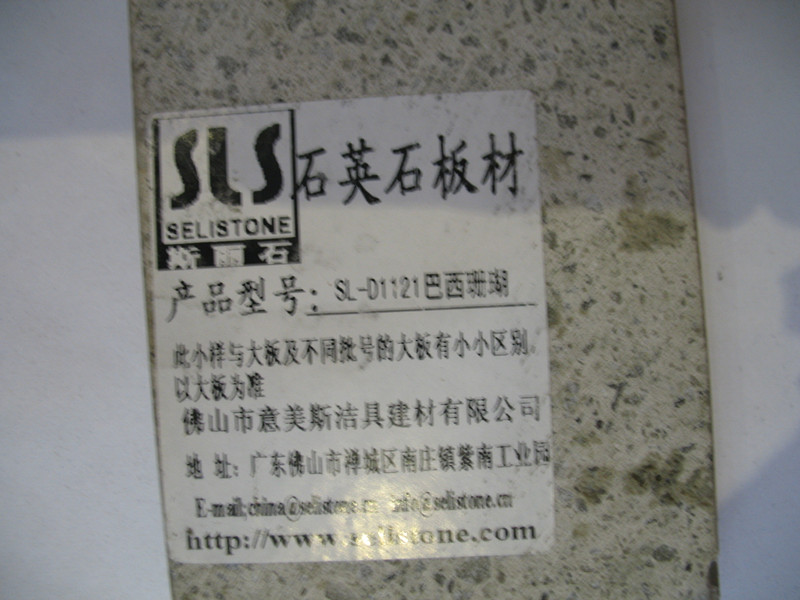 SLS
SELISTONE
斯丽石
石英石板材
产品型号: SL-D1121巴西珊瑚
此小样与大板及不同批号的大板有小小区别。
以大板为准
佛山市意美斯洁具建材有限公司
地 址: 广东佛山市禅城区南庄镇紫南工业园
E-mail:china@selistone.cn info@selistone.cn
http://www.selistone.com